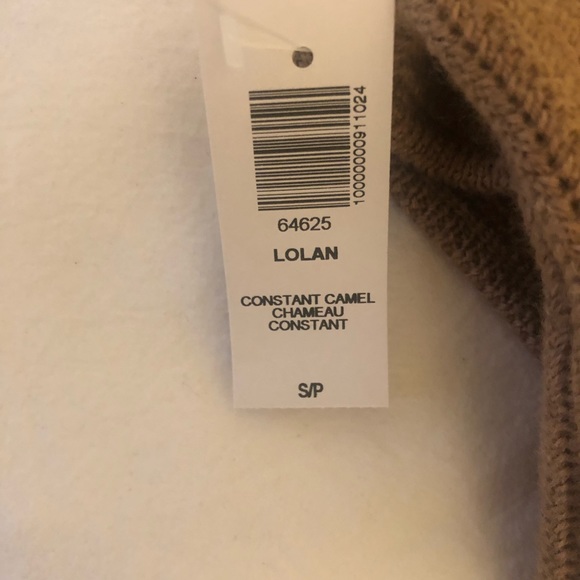 10000000911024
64625
LOLAN
CONSTANT CAMEL
CHAMEAU
CONSTANT
S/P